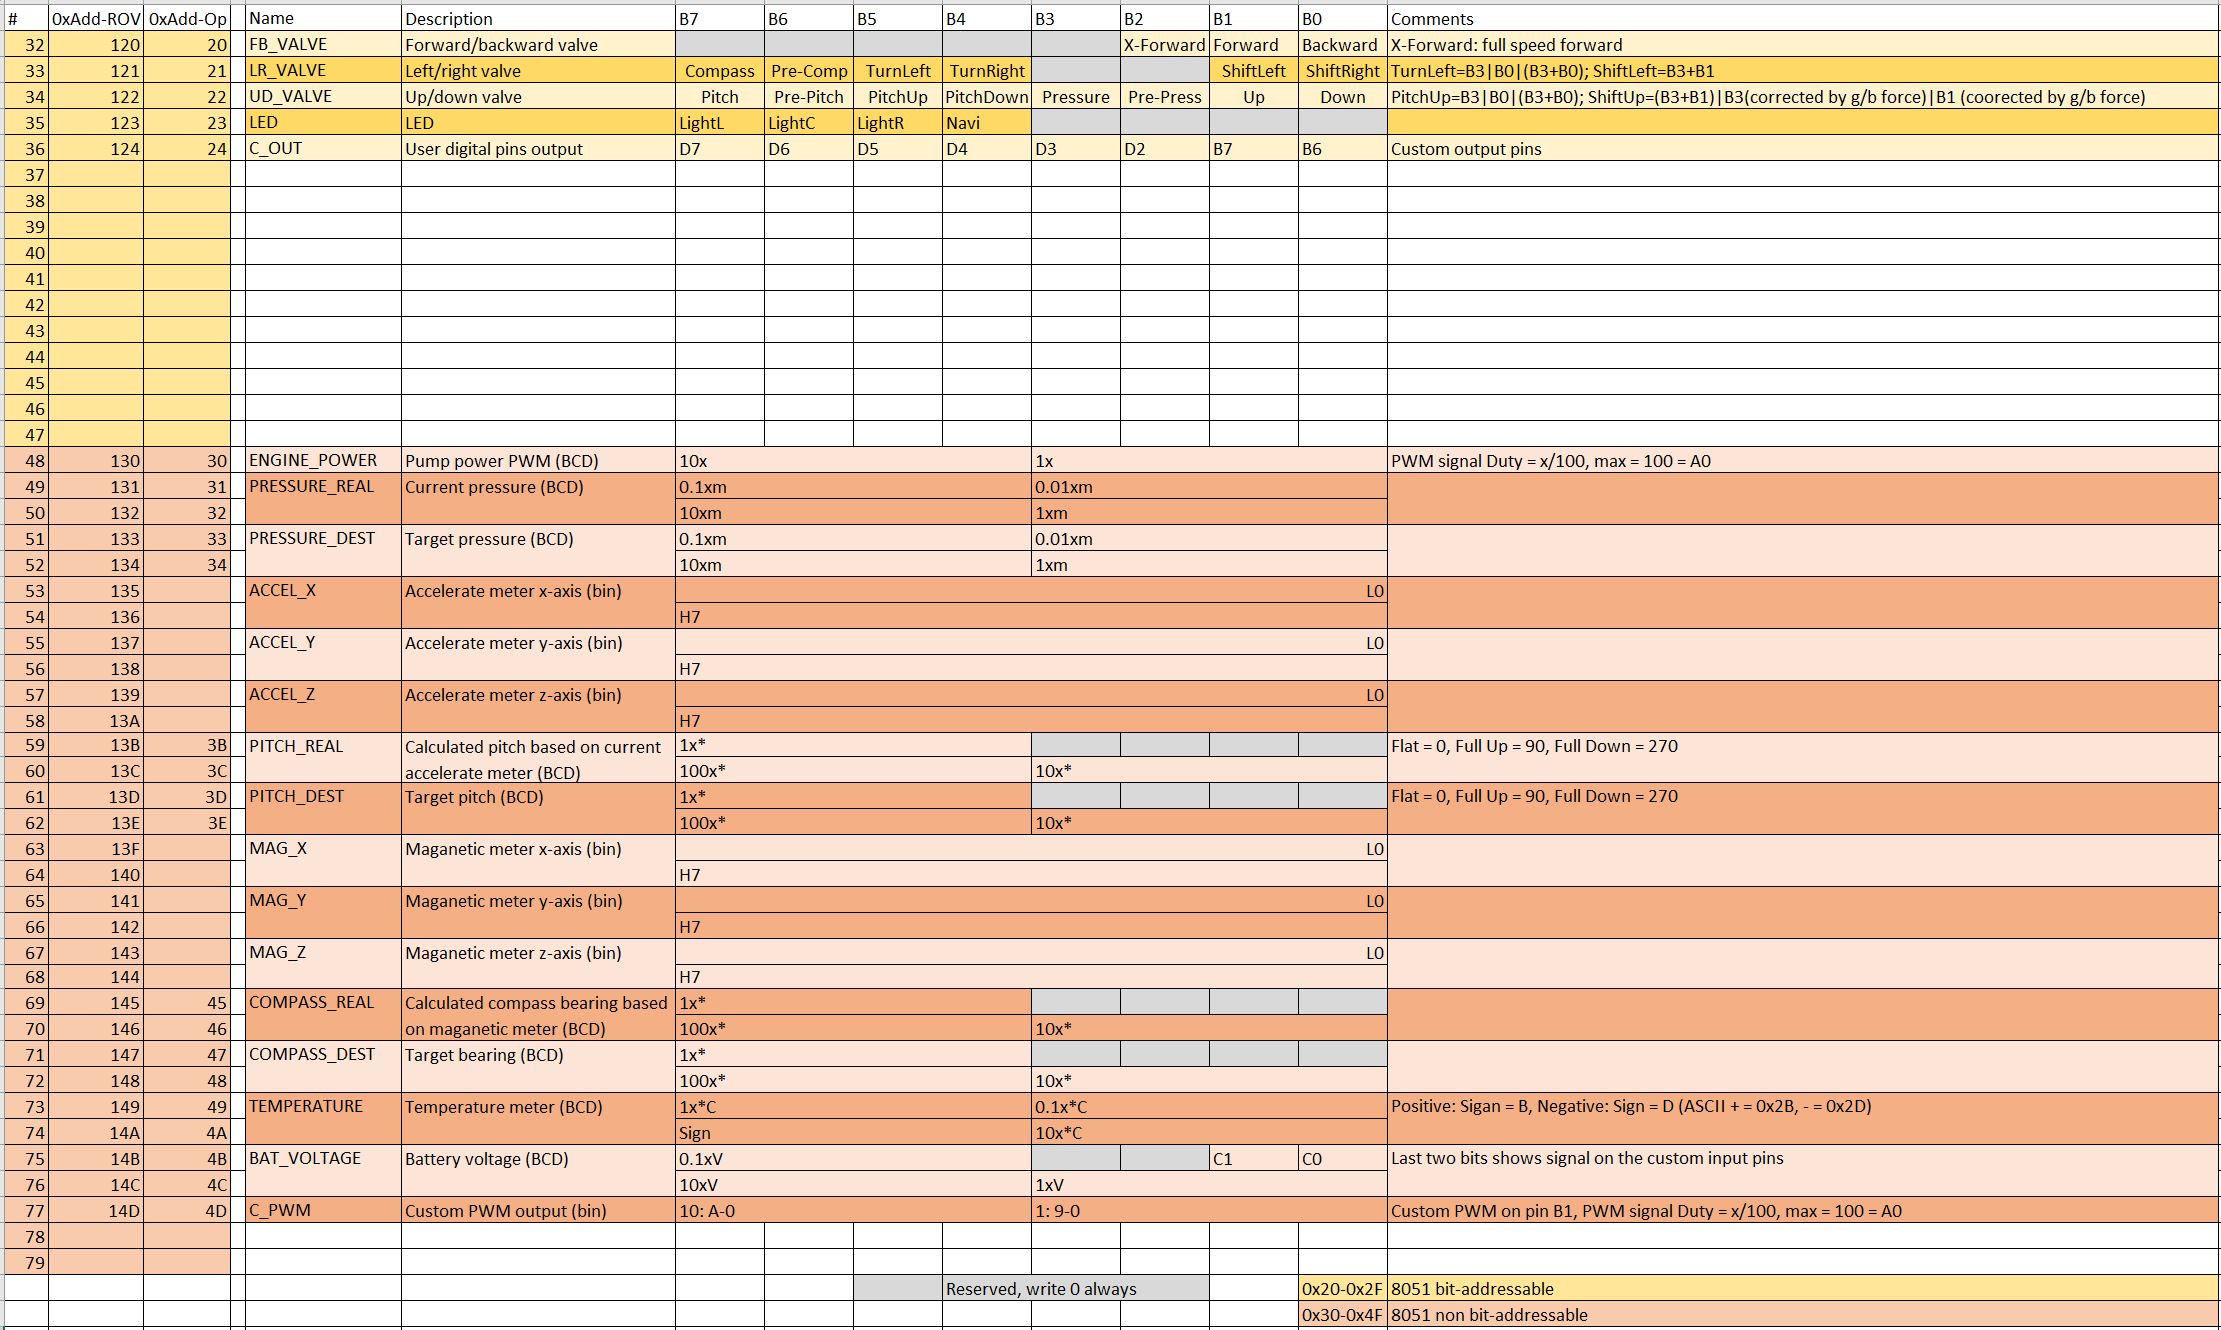 # 0xAdd-ROV 0xAdd-Op Name Description B7 B6 B5 B4 B3 B2 B1 B0 Comments
32 120 20 FB_VALVE Forward/backward valve X-Forward Forward Backward X-Forward: full speed forward
33 121 21 LR_VALVE Left/right valve Compass Pre-Comp TurnLeft TurnRight ShiftLeft ShiftRight TurnLeft=B3|B0|(B3+B0); ShiftLeft=B3+B1
34 122 22 UD_VALVE Up/down valve Pitch Pre-Pitch PitchUp PitchDown Pressure Pre-Press Up Down PitchUp=B3|B0|(B3+B0); ShiftUp=(B3+B1)|B3(corrected by g/b force)|B1 (coorected by g/b force)
35 123 23 LED LED LightL LightC LightR Navi
36 124 24 C_OUT User digital pins output D7 D6 D5 D4 D3 D2 B7 B6 Custom output pins
37
38
39
40
41
42
43
44
45
46
47
48 130 30 ENGINE_POWER Pump power PWM (BCD) 10x 1x PWM signal Duty = x/100, max = 100 = A0
49 131 31 PRESSURE_REAL Current pressure (BCD) 0.1xm 0.01xm
50 132 32 10xm 1xm
51 133 33 PRESSURE_DEST Target pressure (BCD) 0.1xm 0.01xm
52 134 34 10xm 1xm
53 135 ACCEL_X Accelerate meter x-axis (bin) L0
54 136 H7
55 137 ACCEL_Y Accelerate meter y-axis (bin) L0
56 138 H7
57 139 ACCEL_Z Accelerate meter z-axis (bin) L0
58 13A H7
59 13B 3B PITCH_REAL Calculated pitch based on current 1x* Flat = 0, Full Up = 90, Full Down = 270
60 13C 3C accelerate meter (BCD) 100x* 10x*
61 13D 3D PITCH_DEST Target pitch (BCD) 1x* Flat = 0, Full Up = 90, Full Down = 270
62 13E 3E 100x* 10x*
63 13F MAG_X Maganetic meter x-axis (bin) L0
64 140 H7
65 141 MAG_Y Maganetic meter y-axis (bin) L0
66 142 H7
67 143 MAG_Z Maganetic meter z-axis (bin) L0
68 144 H7
69 145 45 COMPASS_REAL Calculated compass bearing based 1x*
70 146 46 on maganetic meter (BCD) 100x* 10x*
71 147 47 COMPASS_DEST Target bearing (BCD) 1x*
72 148 48 100x* 10x*
73 149 49 TEMPERATURE Temperature meter (BCD) 1x*C 0.1x*C Positive: Sigan = B, Negative: Sign = D (ASCII + = 0x2B, - = 0x2D)
74 14A 4A Sign 10x*C
75 14B 4B BAT_VOLTAGE Battery voltage (BCD) 0.1xV C1 C0 Last two bits shows signal on the custom input pins
76 14C 4C 10xV 1xV
77 14D 4D C_PWM Custom PWM output (bin) 10: A-0 1: 9-0 Custom PWM on pin B1, PWM signal Duty = x/100, max = 100 = A0
78
79
Reserved, write 0 always 0x20-0x2F 8051 bit-addressable
0x30-0x4F 8051 non bit-addressable